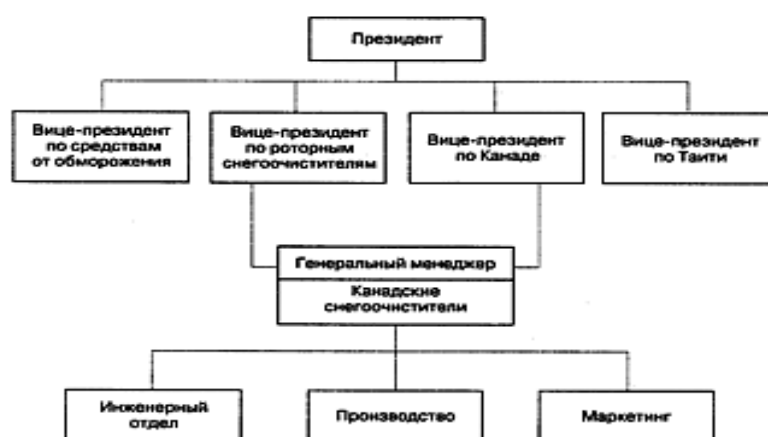 Президент
Вице-президент
по средствам
от обморожения
Вице-президент
по роторным
снегоочистителям
Вице-президент
по Канаде
Вице-президент
по Таити
Генеральный менеджер
Канадские
снегоочистители
Инженерный
отдел
Производство
Маркетинг